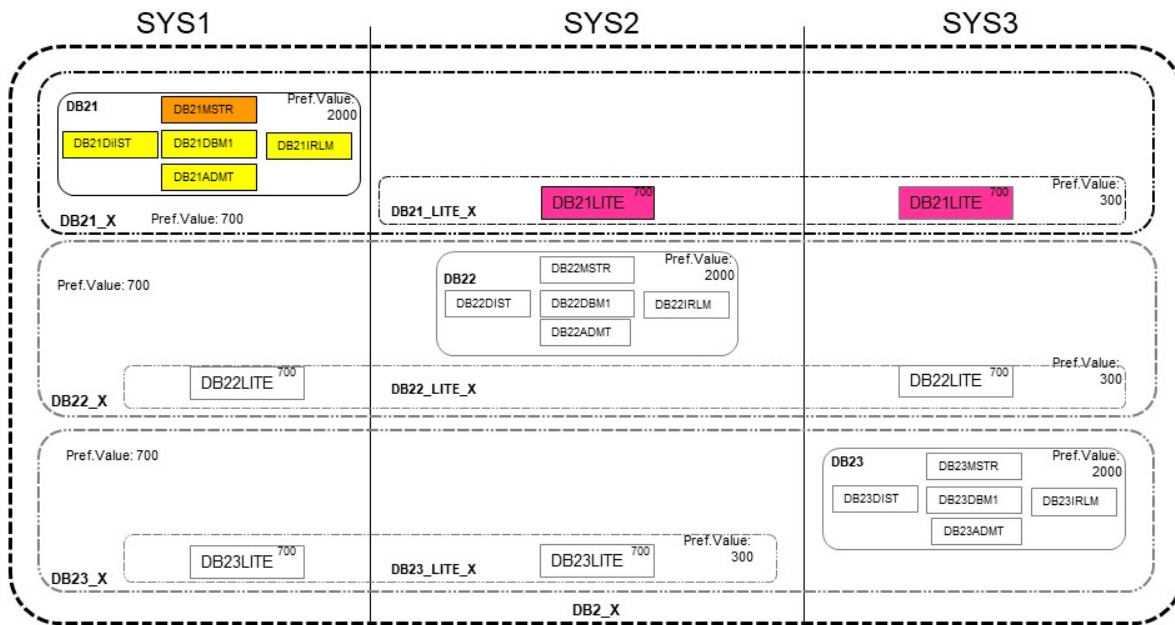 SYS1
SYS2
SYS3
DB21
DB21MSTR
Pref.Value:
2000
DB21DiIST
DB21DBM1
DB21IRLM
DB21ADMT
DB21_X
Pref.Value: 700
DB21_LITE_X
DB21LITE 700
DB21LITE 700
Pref.Value:
300
Pref.Value: 700
DB22
DB22MSTR
Pref.Value:
2000
DB22DIST
DB22DBM1
DB22IRLM
DB22ADMT
DB22_X
DB22LITE 700
DB22_LITE_X
DB22LITE 700
Pref.Value:
300
Pref.Value: 700
DB23
DB23MSTR
Pref.Value:
2000
DB23DIST
DB23DBM1
DB23IRLM
DB23ADMT
DB23_X
DB23LITE 700
DB23_LITE_X
DB23LITE 700
Pref.Value:
300
DB2_X